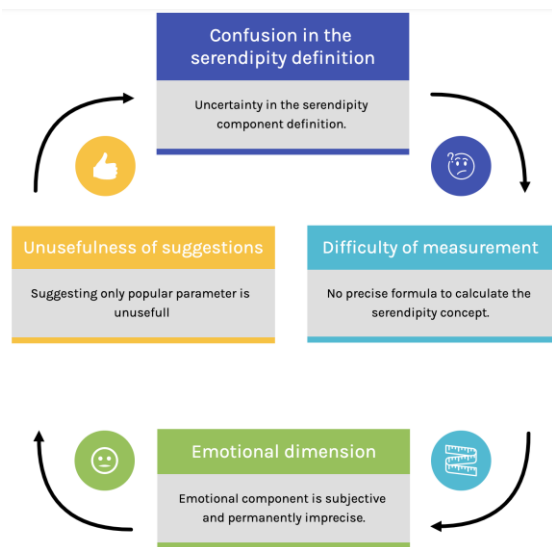 Confusion in the
serendipity definition
Uncertainty in the serendipity
component definition.
Unusefulness of suggestions
Suggesting only popular parameter is
unusefull
Difficulty of measurement
No precise formula to calculate the
serendipity concept.
Emotional dimension
Emotional component is subjective
and permanently imprecise.